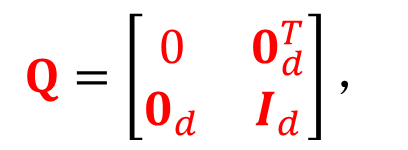 Q = [ 0 0_d^T
0_d I_d ] ,